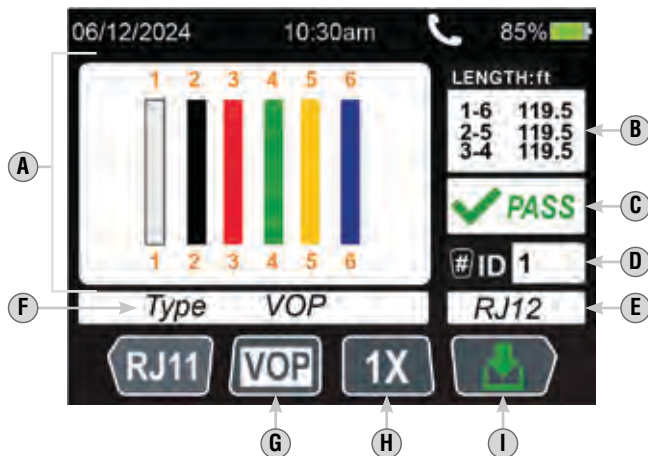 06/12/2024 10:30am 85%
1 2 3 4 5 6
1 2 3 4 5 6
LENGTH:ft
1-6 119.5
2-5 119.5
3-4 119.5
PASS
# ID 1
Type VOP
RJ12
RJ11 VOP 1X
A
B
C
D
E
F
G
H
I